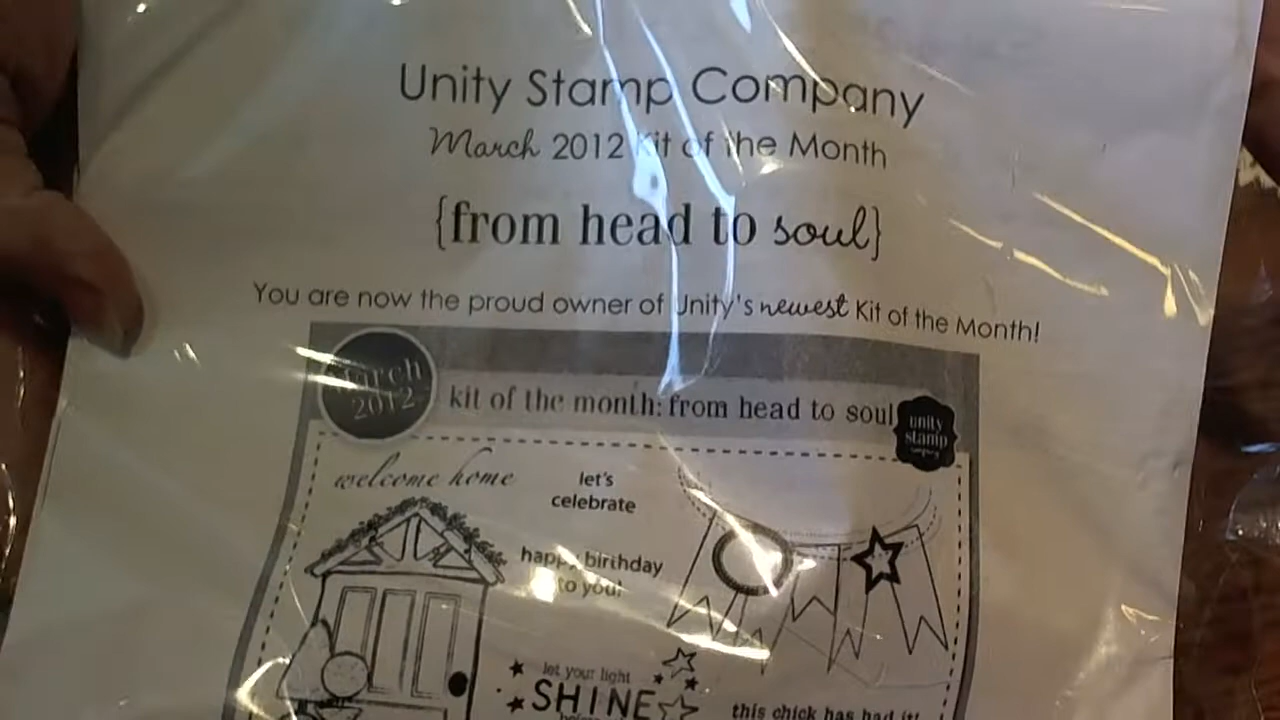 Unity Stamp Company
March 2012 Kit of the Month
{from head to soul}
You are now the proud owner of Unity's newest Kit of the Month!
March
2012
kit of the month: from head to soul
unity
stamp
company
welcome home
let's
celebrate
happy birthday
to you!
let your light
SHINE
this chick has had it!